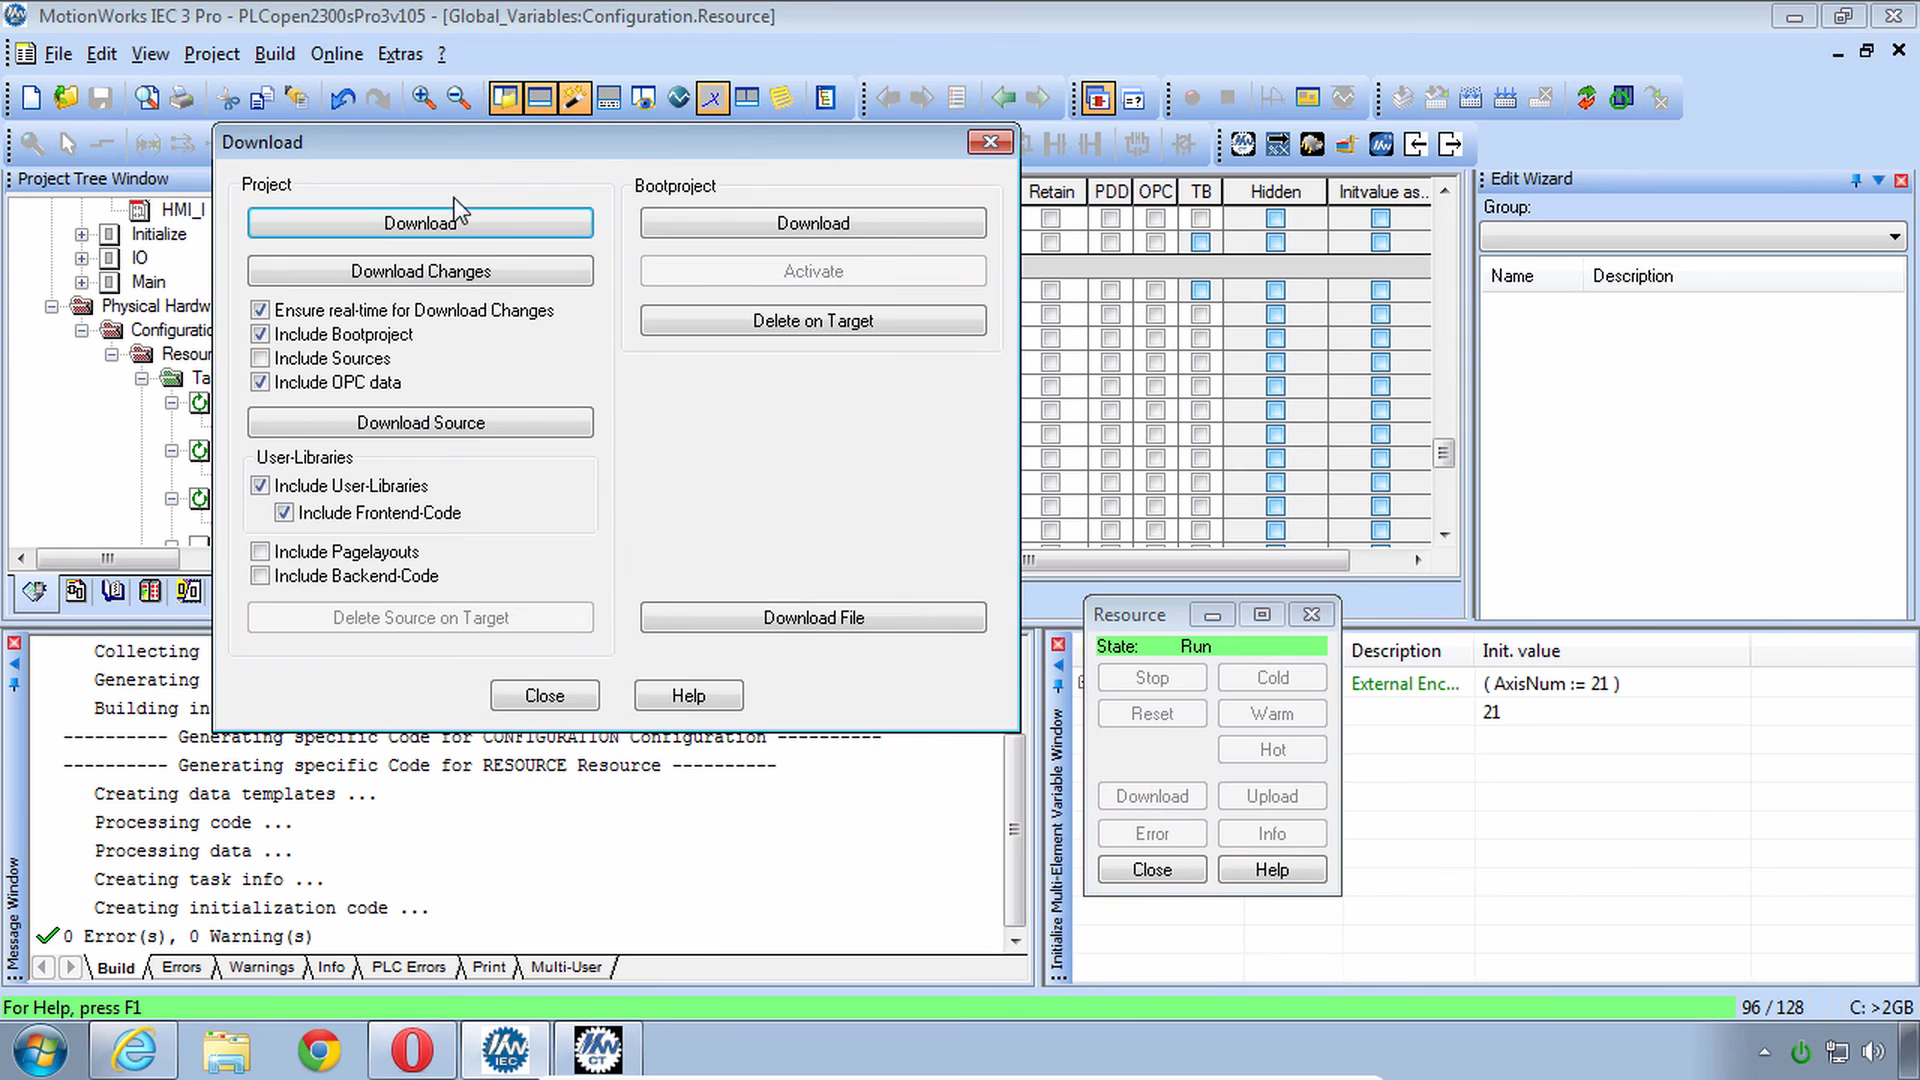 MotionWorks IEC 3 Pro - PLCopen2300sPro3v105 - [Global_Variables:Configuration.Resource]
File Edit View Project Build Online Extras ?
Project Tree Window
HMI_I
Initialize
IO
Main
Physical Hardw
Configuratic
Resour
Ta
Download
Project
Download
Download Changes
Ensure real-time for Download Changes
Include Bootproject
Include Sources
Include OPC data
Download Source
User-Libraries
Include User-Libraries
Include Frontend-Code
Include Pagelayouts
Include Backend-Code
Delete Source on Target
Bootproject
Download
Activate
Delete on Target
Download File
Close Help
Retain PDD OPC TB Hidden Initvalue as..
Edit Wizard
Group:
Name Description
Collecting
Generating
Building in
---------- Generating specific Code for CONFIGURATION Configuration ----------
---------- Generating specific Code for RESOURCE Resource ----------
Creating data templates ...
Processing code ...
Processing data ...
Creating task info ...
Creating initialization code ...
0 Error(s), 0 Warning(s)
Message Window
Build Errors Warnings Info PLC Errors Print Multi-User
Resource
State: Run
Stop Cold
Reset Warm
Hot
Download Upload
Error Info
Close Help
Initialize Multi-Element Variable Window
Description Init. value
External Enc... ( AxisNum := 21 )
21
For Help, press F1
96 / 128 C: >2GB
IEC
CT